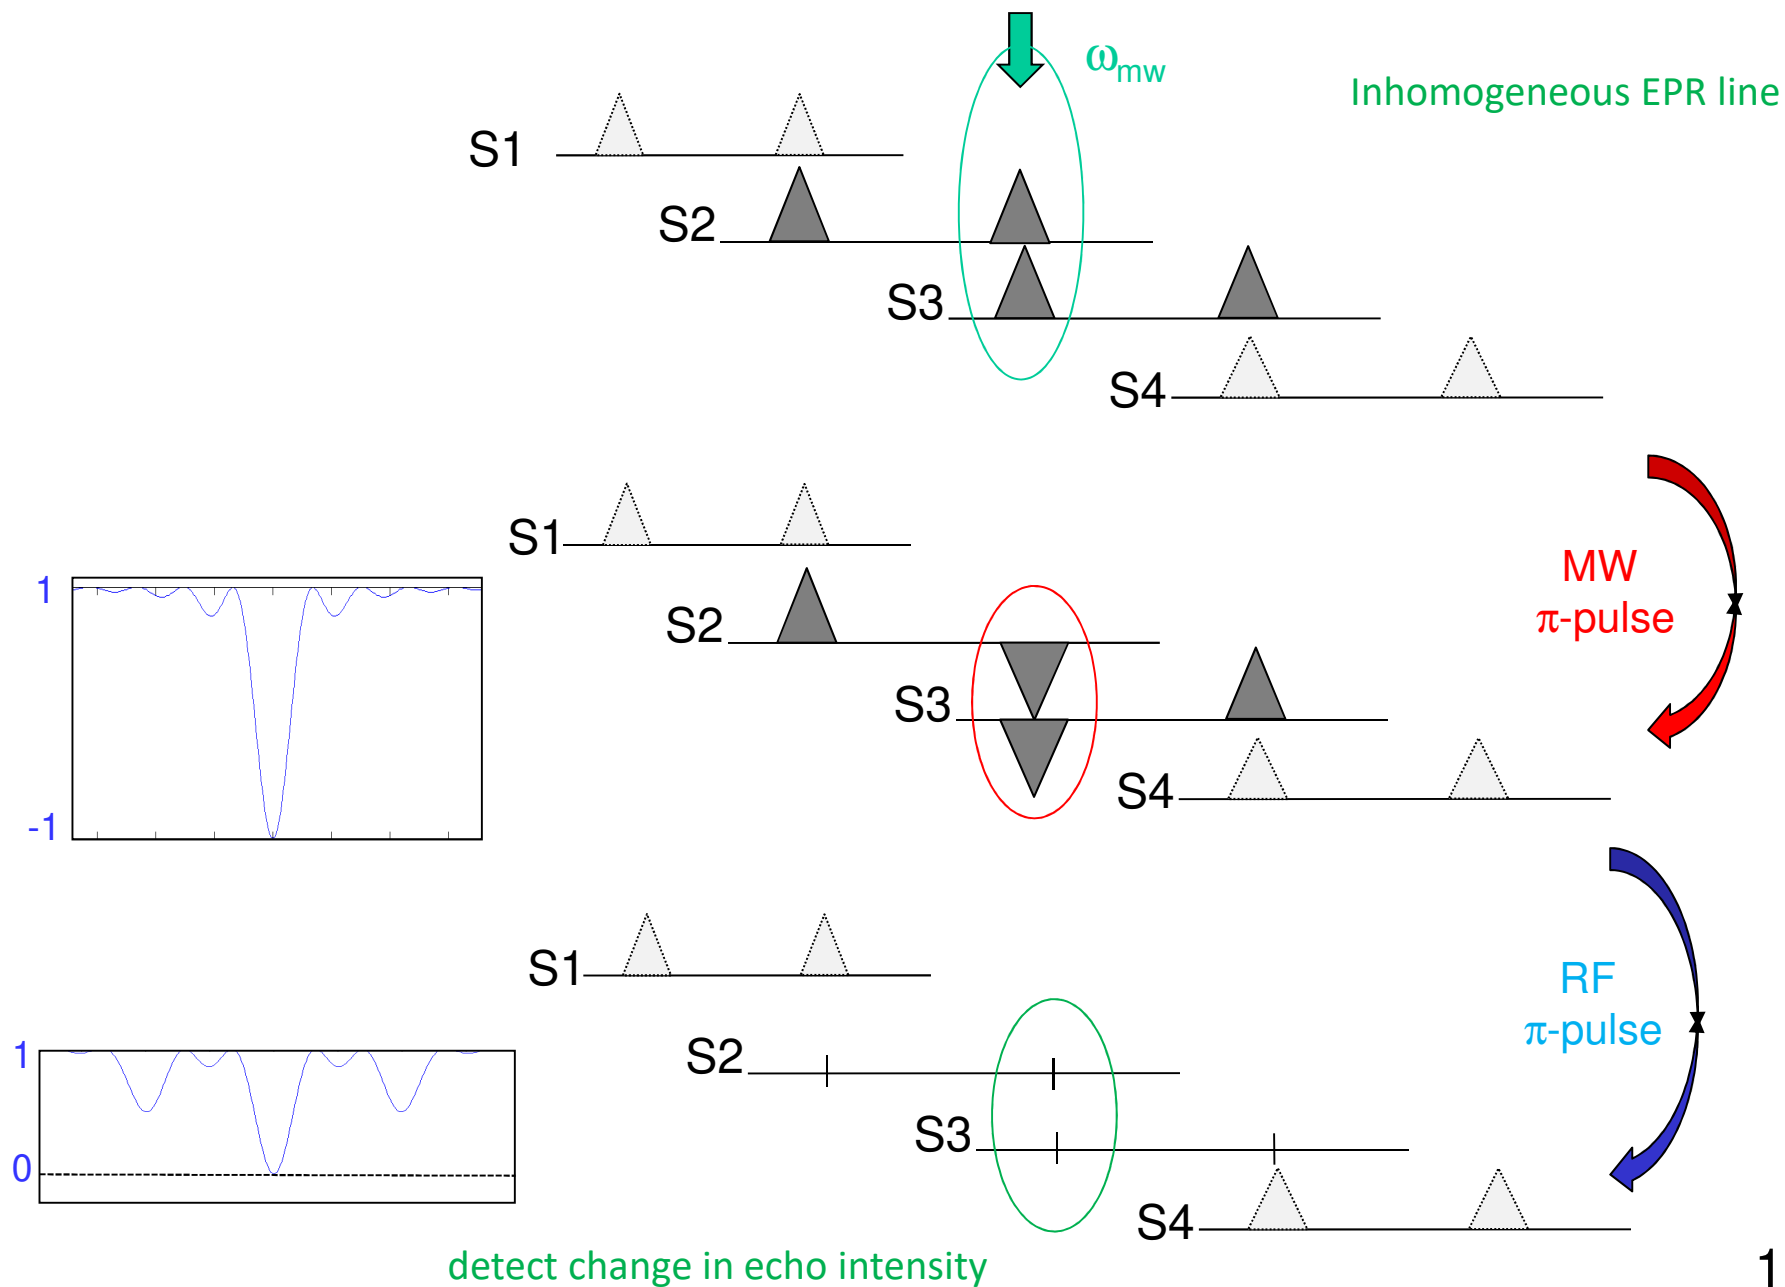 ωmw
Inhomogeneous EPR line
S1
S2
S3
S4
S1
MW
π-pulse
1
S2
S3
S4
-1
S1
RF
π-pulse
1
S2
S3
0
S4
detect change in echo intensity
1